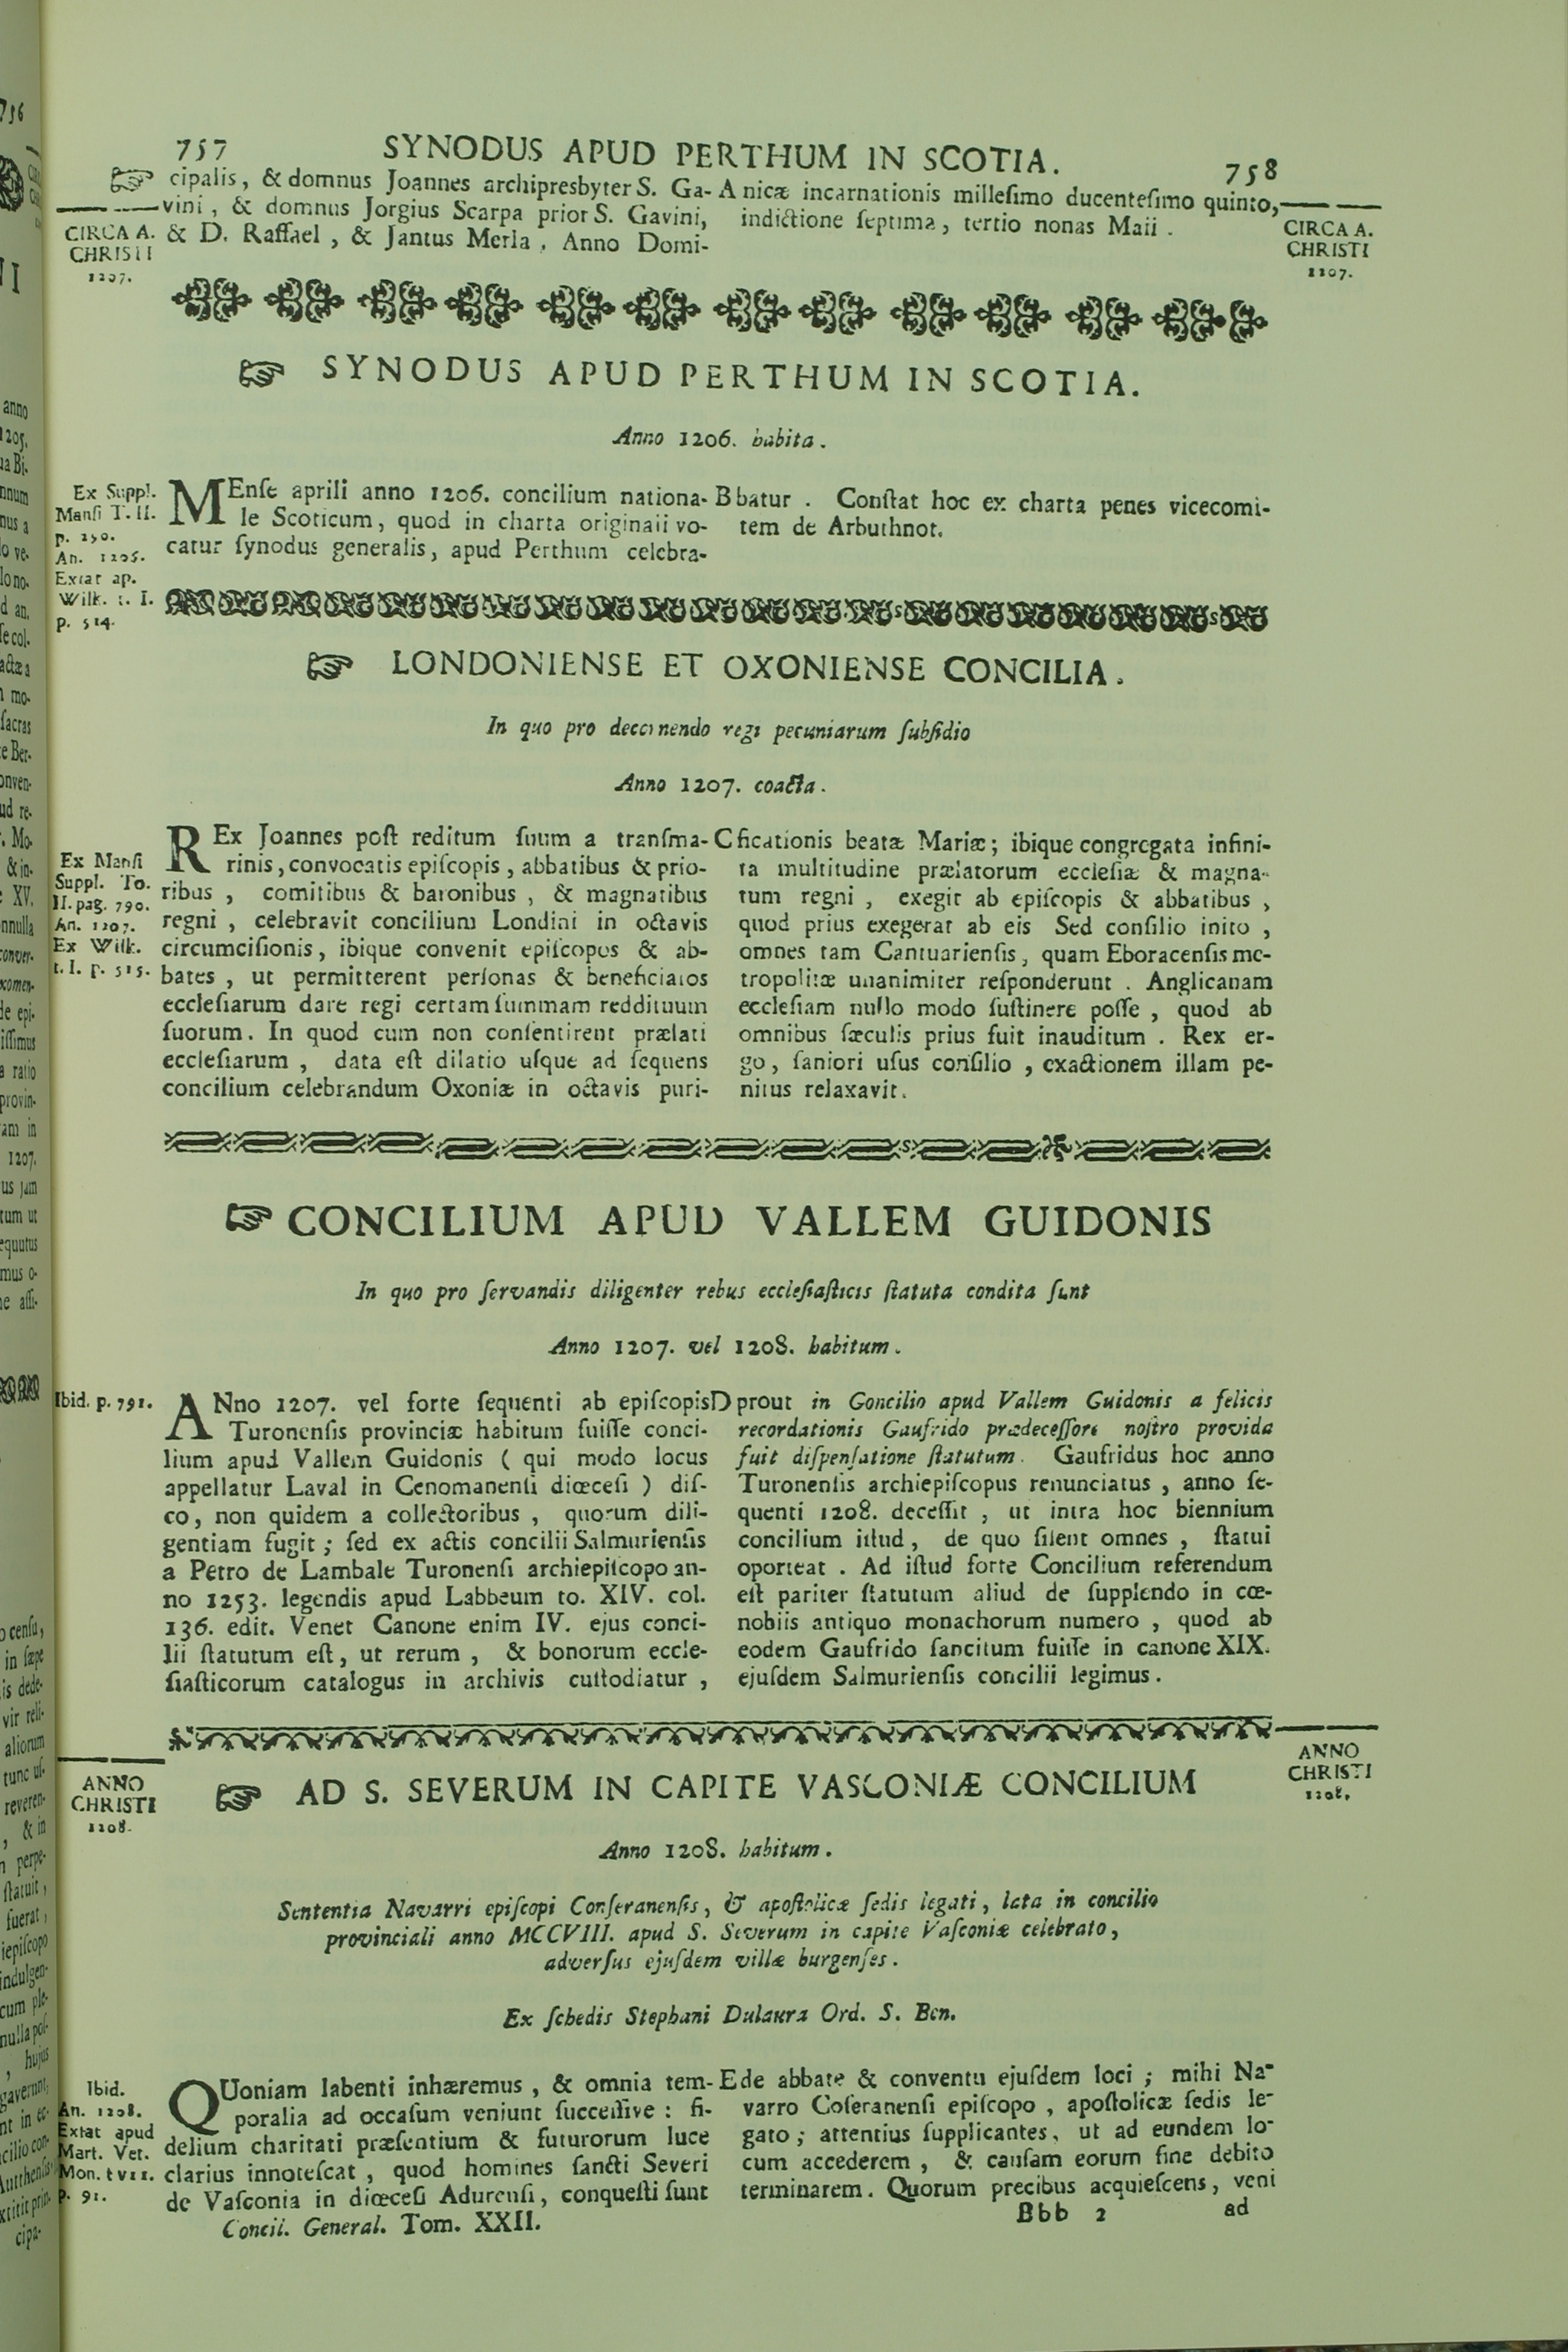 757
SYNODUS APUD PERTHUM IN SCOTIA.
758
cipalis, & domnus Joannes archipresbyter S. Ga-
vini, & domnus Jorgius Scarpa prior S. Gavini,
& D. Raffael, & Jantus Merla, Anno Domi-
A nicæ incarnationis milleſimo ducenteſimo quinto,
indictione ſeptima, tertio nonas Maii.
CIRCA A.
CHRISTI
1207.
CIRCA A.
CHRISTI
1207.
SYNODUS APUD PERTHUM IN SCOTIA.
Anno 1206. habita.
Ex Suppl.
Manſi T. II.
p.
An. 1206.
Extat ap.
Wilk. t. I.
p. 514.
MEnſe aprili anno 1206. concilium nationa-
le Scoticum, quod in charta originali vo-
catur ſynodus generalis, apud Perthum celebra-
B batur. Conſtat hoc ex charta penes vicecomi-
tem de Arbuthnot.
LONDONIENSE ET OXONIENSE CONCILIA.
In quo pro decernendo regi pecuniarum ſubſidio
Anno 1207. coacta.
Ex Manſi
Suppl. To.
II. pag. 790.
An. 1207.
Ex Wilk.
t. I. p. 515.
REx Joannes poſt reditum ſuum a tranſma-
rinis, convocatis epiſcopis, abbatibus & prio-
ribus, comitibus & baronibus, & magnatibus
regni, celebravit concilium Londini in octavis
circumciſionis, ibique convenit epiſcopos & ab-
bates, ut permitterent perſonas & beneficiatos
eccleſiarum dare regi certam ſummam reddituum
ſuorum. In quod cum non conſentirent prælati
eccleſiarum, data eſt dilatio uſque ad ſequens
concilium celebrandum Oxoniæ in octavis puri-
C ficationis beatæ Mariæ; ibique congregata infini-
ta multitudine prælatorum eccleſiæ & magna-
tum regni, exegit ab epiſcopis & abbatibus,
quod prius exegerat ab eis Sed conſilio inito,
omnes tam Cantuarienſis, quam Eboracenſis me-
tropolitæ unanimiter reſponderunt. Anglicanam
eccleſiam nullo modo ſuſtinere poſſe, quod ab
omnibus ſæculis prius fuit inauditum. Rex er-
go, ſaniori uſus conſilio, exactionem illam pe-
nitus relaxavit.
CONCILIUM APUD VALLEM GUIDONIS
In quo pro ſervandis diligenter rebus eccleſiaſticis ſtatuta condita ſunt
Anno 1207. vel 1208. habitum.
Ibid. p. 791.
ANno 1207. vel forte ſequenti ab epiſcopis
Turonenſis provinciæ habitum fuiſſe conci-
lium apud Vallem Guidonis ( qui modo locus
appellatur Laval in Cenomanenſi diœceſi ) diſ-
co, non quidem a collectoribus, quorum dili-
gentiam fugit; ſed ex actis concilii Salmurienſis
a Petro de Lambale Turonenſi archiepiſcopo an-
no 1253. legendis apud Labbeum to. XIV. col.
136. edit. Venet Canone enim IV. ejus conci-
lii ſtatutum eſt, ut rerum, & bonorum eccle-
ſiaſticorum catalogus in archivis cuſtodiatur,
D prout in Goncilio apud Vallem Guidonis a felicis
recordationis Gaufrido prædeceſſore noſtro provida
fuit diſpenſatione ſtatutum. Gaufridus hoc anno
Turonenſis archiepiſcopus renunciatus, anno ſe-
quenti 1208. deceſſit, ut intra hoc biennium
concilium iſtud, de quo ſilent omnes, ſtatui
oporteat. Ad iſtud forte Concilium referendum
eſt pariter ſtatutum aliud de ſupplendo in cœ-
nobiis antiquo monachorum numero, quod ab
eodem Gaufrido ſancitum fuiſſe in canone XIX.
ejuſdem Salmurienſis concilii legimus.
ANNO
CHRISTI
1208.
ANNO
CHRISTI
1208.
AD S. SEVERUM IN CAPITE VASCONIÆ CONCILIUM
Anno 1208. habitum.
Sententia Navarri epiſcopi Conſeranenſis, & apoſtolicæ ſedis legati, lata in concilio
provinciali anno MCCVIII. apud S. Severum in capite Vaſconiæ celebrato,
adverſus ejuſdem villæ burgenſes.
Ex ſchedis Stephani Dulaura Ord. S. Ben.
Ibid.
An. 1208.
Extat apud
Mart. Vet.
Mon. t VII.
p. 91.
QUoniam labenti inhæremus, & omnia tem-
poralia ad occaſum veniunt ſucceſſive: fi-
delium charitati præſentium & futurorum luce
clarius innoteſcat, quod homines ſancti Severi
de Vaſconia in diœceſi Adurenſi, conqueſti ſunt
E de abbate & conventu ejuſdem loci; mihi Na-
varro Coſeranenſi epiſcopo, apoſtolicæ ſedis le-
gato; attentius ſupplicantes, ut ad eundem lo-
cum accederem, & cauſam eorum fine debito
terminarem. Quorum precibus acquieſcens, veni
Concil. General. Tom. XXII.
Bbb 2
ad